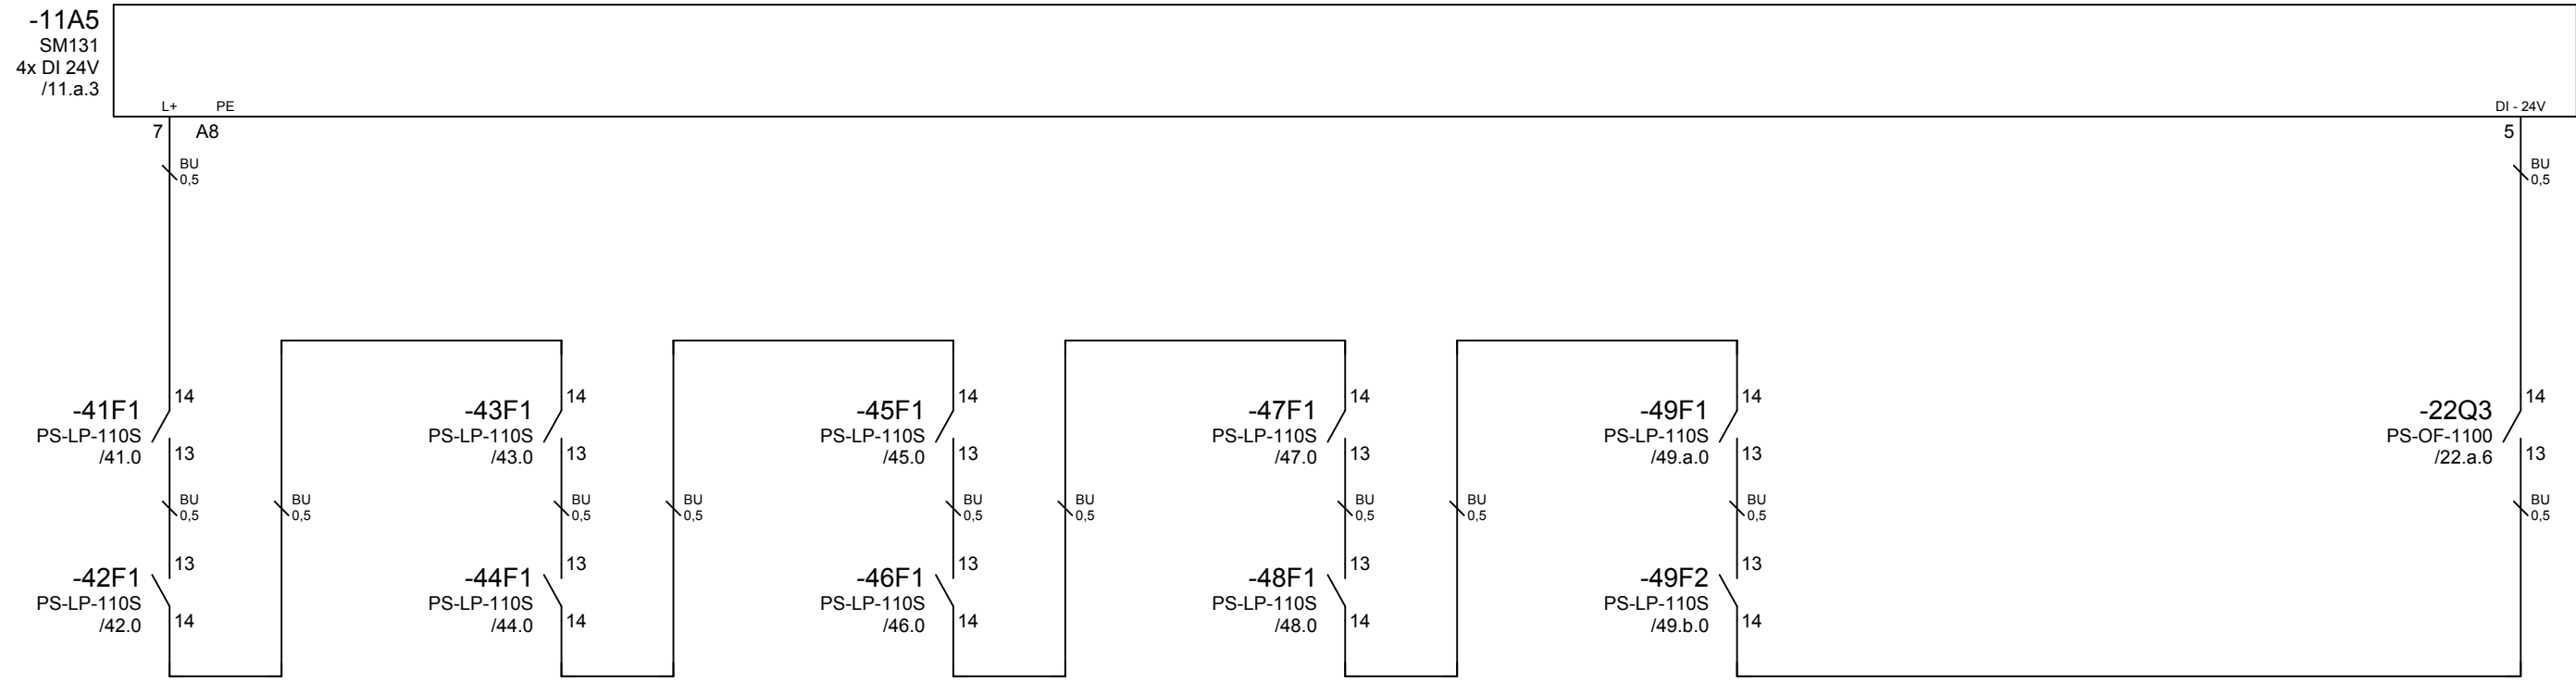 -11A5
SM131
4x DI 24V
/11.a.3
L+ PE DI - 24V
7 A8 5
BU BU
0,5 0,5
14 14 14 14 14 14
-41F1 -43F1 -45F1 -47F1 -49F1 -22Q3
PS-LP-110S PS-LP-110S PS-LP-110S PS-LP-110S PS-LP-110S PS-OF-1100
/41.0 /43.0 /45.0 /47.0 /49.a.0 /22.a.6
13 13 13 13 13 13
BU BU BU BU BU BU BU BU BU BU
0,5 0,5 0,5 0,5 0,5 0,5 0,5 0,5 0,5 0,5
13 13 13 13 13
-42F1 -44F1 -46F1 -48F1 -49F2
PS-LP-110S PS-LP-110S PS-LP-110S PS-LP-110S PS-LP-110S
/42.0 /44.0 /46.0 /48.0 /49.b.0
14 14 14 14 14